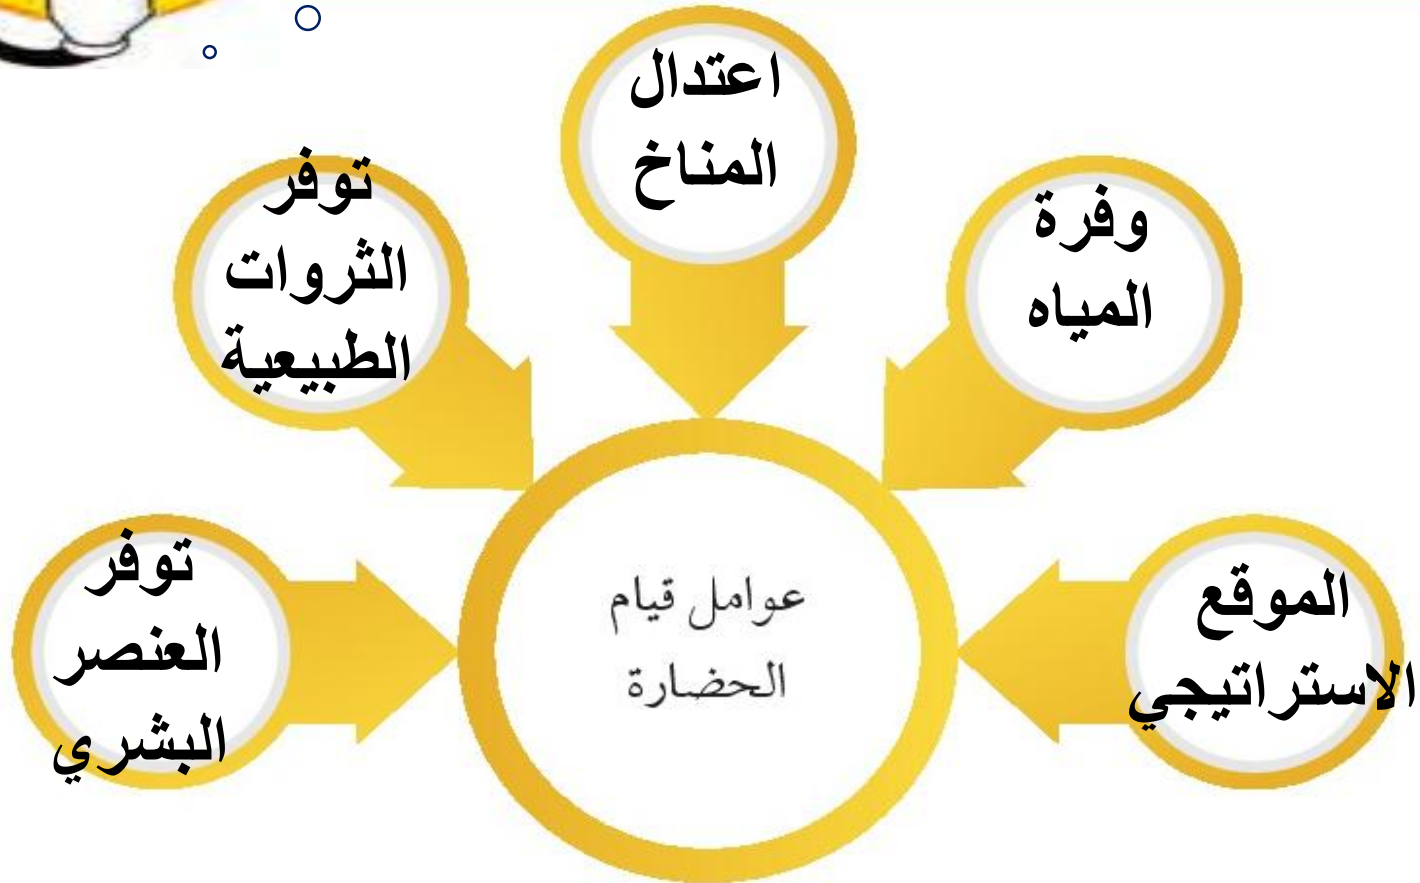 اعتدال
المناخ
وفرة
المياه
توفر
الثروات
الطبيعية
الموقع
الاستراتيجي
توفر
العنصر
البشري
عوامل قيام
الحضارة